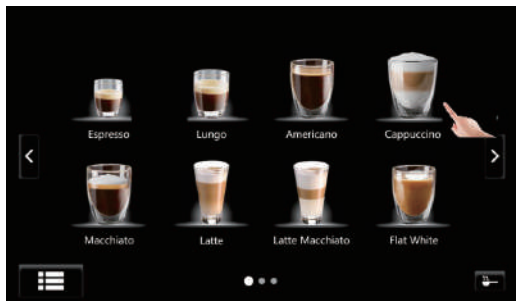 Espresso
Lungo
Americano
Cappuccino
Macchiato
Latte
Latte Macchiato
Flat White